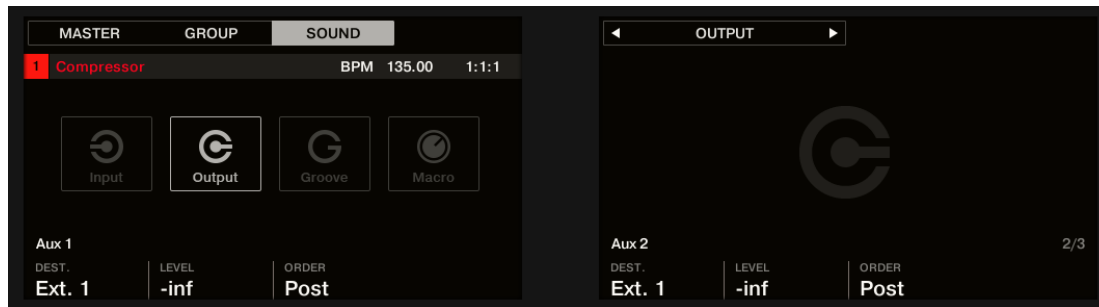 MASTER GROUP SOUND
1 Compressor BPM 135.00 1:1:1
Input Output Groove Macro
Aux 1
DEST. LEVEL ORDER
Ext. 1 -inf Post
OUTPUT
Aux 2 2/3
DEST. LEVEL ORDER
Ext. 1 -inf Post